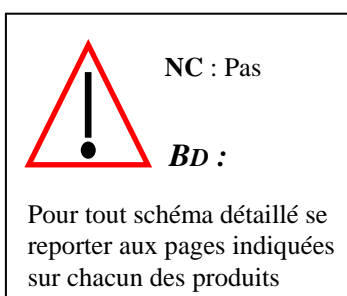 NC : Pas
BD :
Pour tout schéma détaillé se
reporter aux pages indiquées
sur chacun des produits